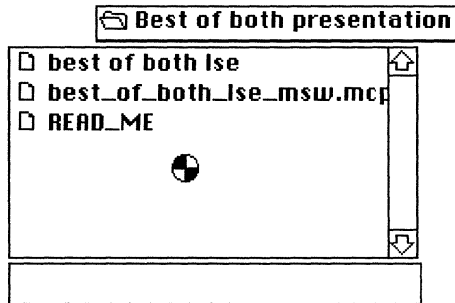 Best of both presentation
best of both lse
best_of_both_lse_msw.mcp
READ_ME